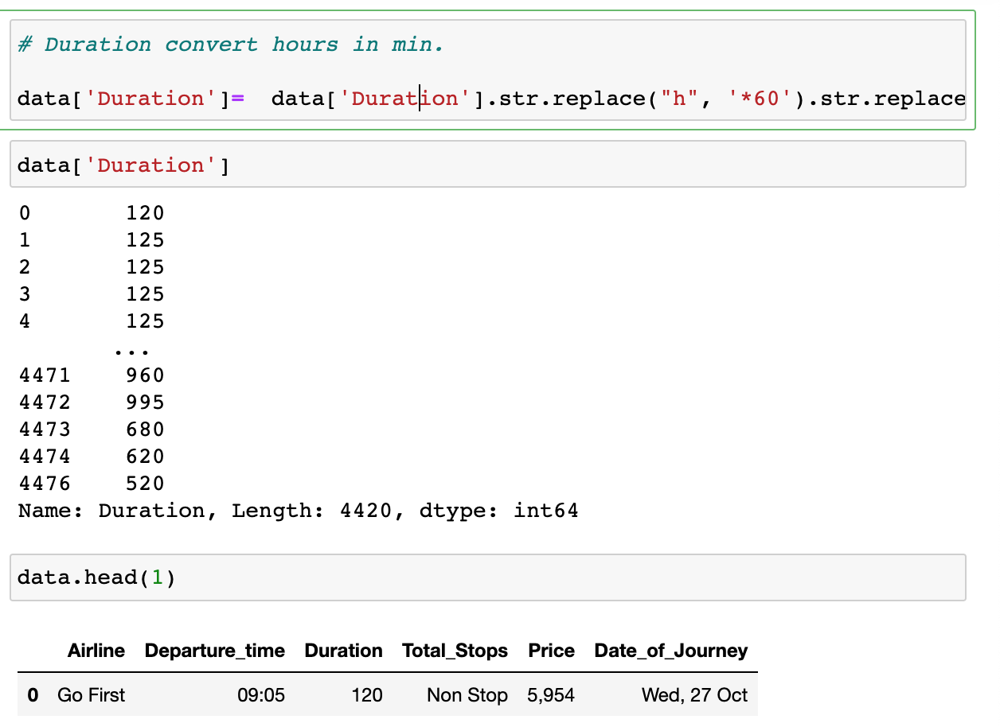 # Duration convert hours in min.
data['Duration']=  data['Duration'].str.replace("h", '*60').str.replace
data['Duration']
0       120
1       125
2       125
3       125
4       125
...
4471    960
4472    995
4473    680
4474    620
4476    520
Name: Duration, Length: 4420, dtype: int64
data.head(1)
Airline Departure_time Duration Total_Stops Price Date_of_Journey
0 Go First 09:05 120 Non Stop 5,954 Wed, 27 Oct